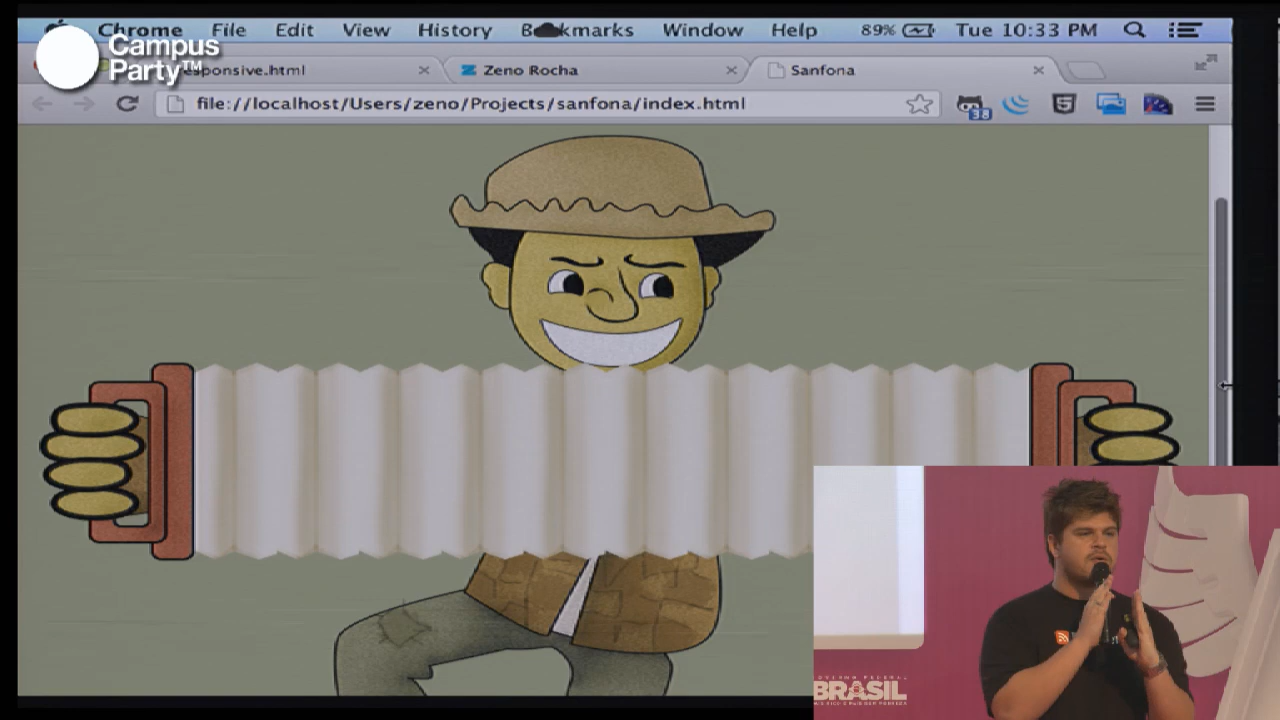 Chrome File Edit View History Bookmarks Window Help 89% Tue 10:33 PM
Campus
Party™
esponsive.html Zeno Rocha Sanfona
file://localhost/Users/zeno/Projects/sanfona/index.html
38
BRASIL